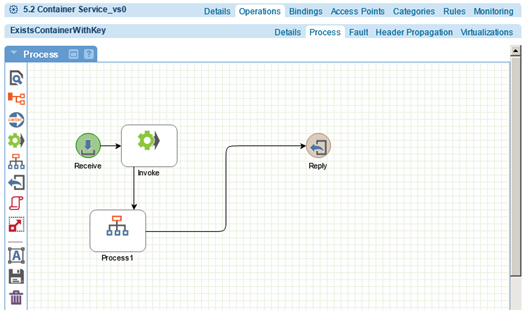 5.2 Container Service_vs0 Details Operations Bindings Access Points Categories Rules Monitoring
ExistsContainerWithKey Details Process Fault Header Propagation Virtualizations
Process
Receive
Invoke
Reply
Process1